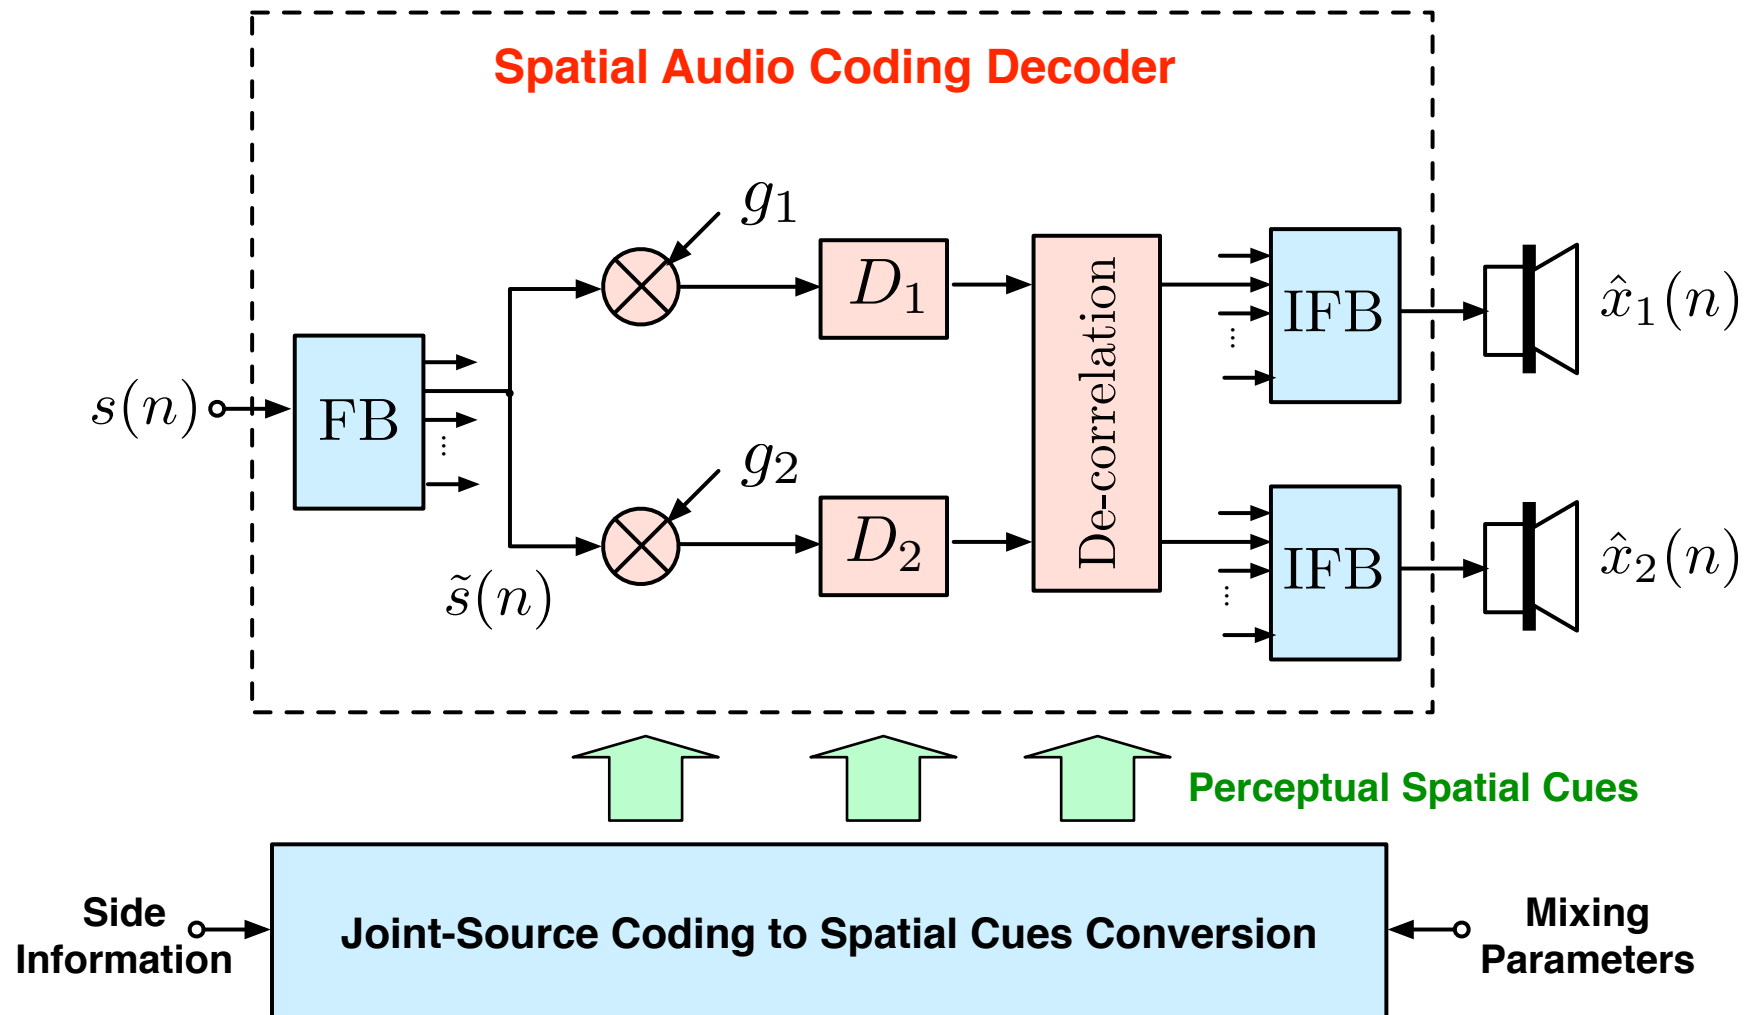 Spatial Audio Coding Decoder
g₁
D₁
De-correlation
IFB
x̂₁(n)
s(n)
FB
⋮
g₂
D₂
IFB
x̂₂(n)
s̃(n)
Perceptual Spatial Cues
Side
Information
Joint-Source Coding to Spatial Cues Conversion
Mixing
Parameters